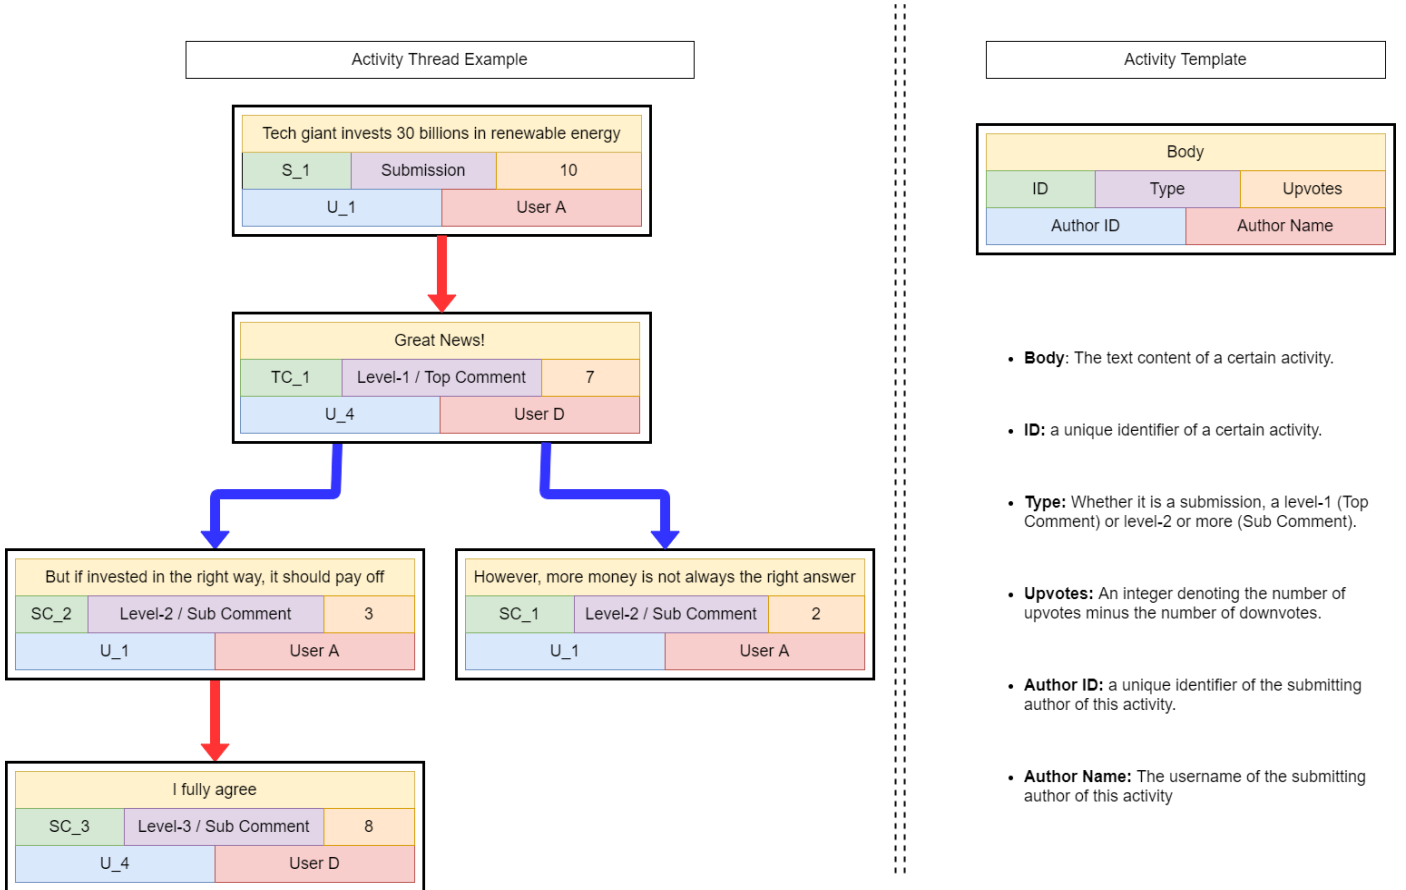 Activity Thread Example
Tech giant invests 30 billions in renewable energy
S_1 Submission 10
U_1 User A
Great News!
TC_1 Level-1 / Top Comment 7
U_4 User D
But if invested in the right way, it should pay off
SC_2 Level-2 / Sub Comment 3
U_1 User A
However, more money is not always the right answer
SC_1 Level-2 / Sub Comment 2
U_1 User A
I fully agree
SC_3 Level-3 / Sub Comment 8
U_4 User D
Activity Template
Body
ID Type Upvotes
Author ID Author Name
• Body: The text content of a certain activity.
• ID: a unique identifier of a certain activity.
• Type: Whether it is a submission, a level-1 (Top
Comment) or level-2 or more (Sub Comment).
• Upvotes: An integer denoting the number of
upvotes minus the number of downvotes.
• Author ID: a unique identifier of the submitting
author of this activity.
• Author Name: The username of the submitting
author of this activity